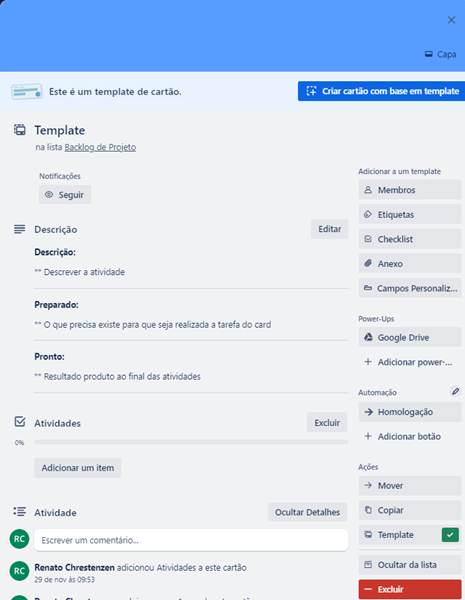 Capa
Este é um template de cartão.
Criar cartão com base em template
Template
na lista Backlog de Projeto
Notificações
Seguir
Descrição
Editar
Descrição:
** Descrever a atividade
Preparado:
** O que precisa existe para que seja realizada a tarefa do card
Pronto:
** Resultado produto ao final das atividades
Atividades
Excluir
0%
Adicionar um item
Atividade
Ocultar Detalhes
RC
Escrever um comentário...
RC
Renato Chrestenzen adicionou Atividades a este cartão
29 de nov às 09:53
Adicionar a um template
Membros
Etiquetas
Checklist
Anexo
Campos Personaliz...
Power-Ups
Google Drive
+ Adicionar power-...
Automação
Homologação
+ Adicionar botão
Ações
Mover
Copiar
Template
Ocultar da lista
Excluir